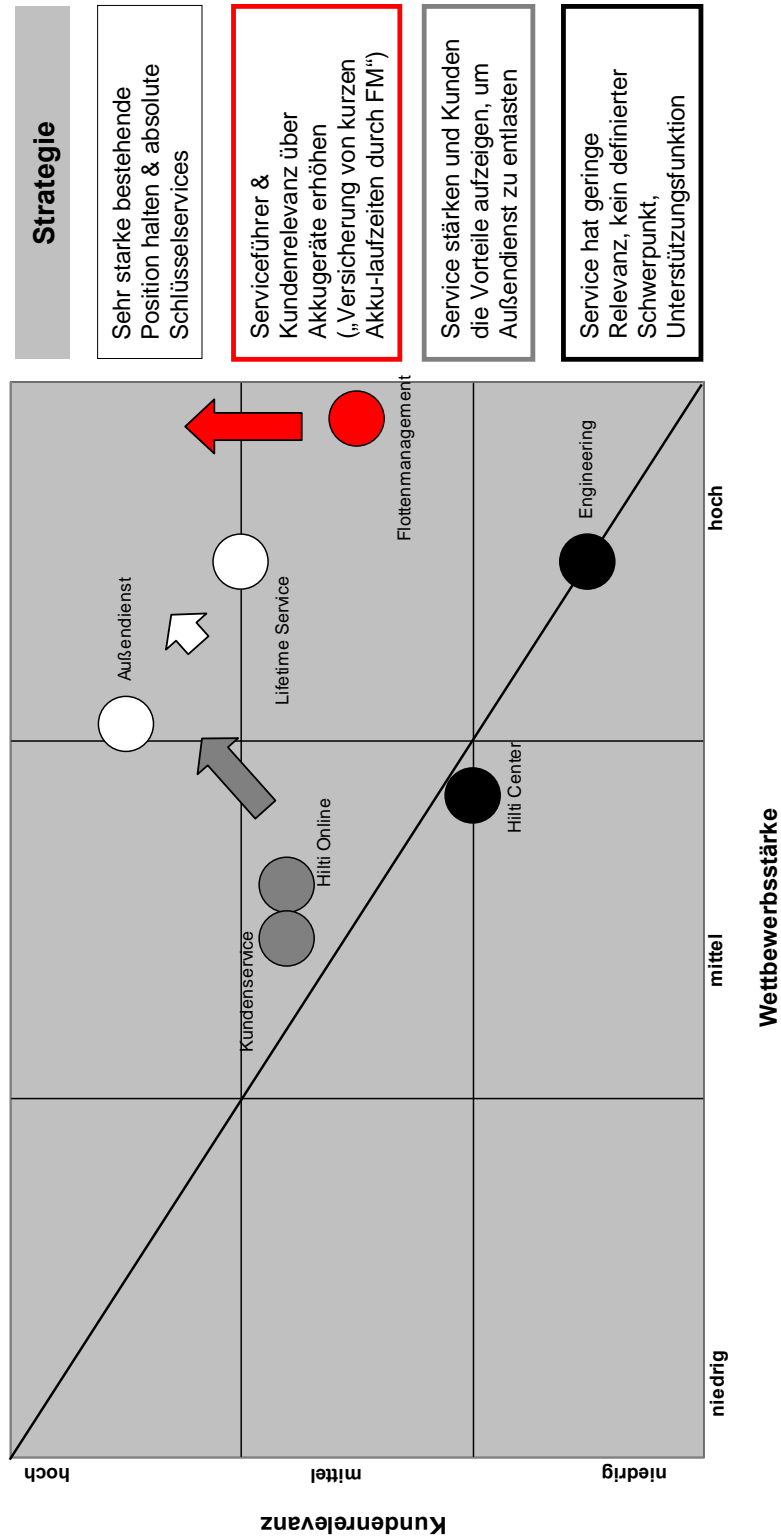 Strategie
Sehr starke bestehende
Position halten & absolute
Schlüsselservices
Serviceführer &
Kundenrelevanz über
Akkugeräte erhöhen
(„Versicherung von kurzen
Akku-laufzeiten durch FM“)
Service stärken und Kunden
die Vorteile aufzeigen, um
Außendienst zu entlasten
Service hat geringe
Relevanz, kein definierter
Schwerpunkt,
Unterstützungsfunktion
Kundenrelevanz
hoch
mittel
niedrig
Außendienst
Lifetime Service
Flottenmanagement
Kundenservice
Hilti Online
Hilti Center
Engineering
niedrig
mittel
hoch
Wettbewerbsstärke